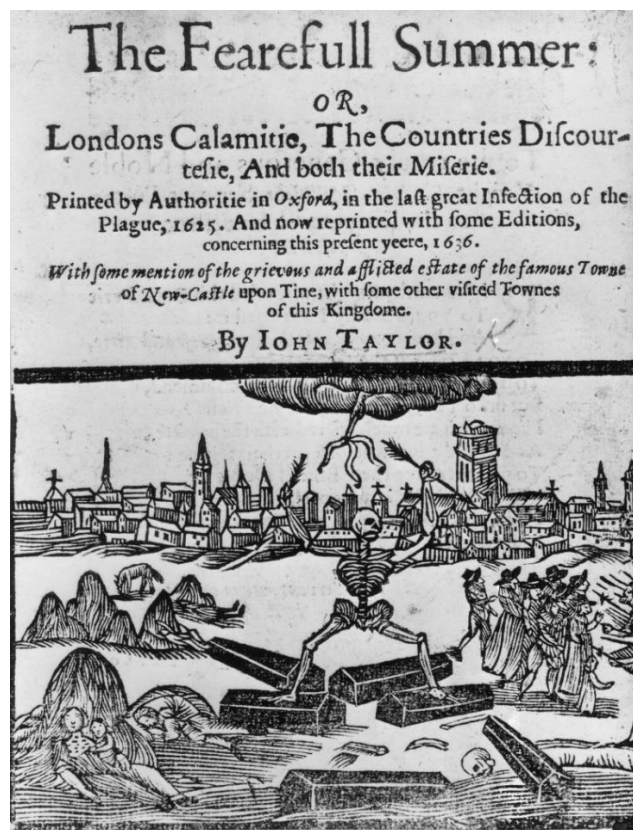 The Fearefull Summer:
OR,
Londons Calamitie, The Countries Diſcour-
teſie, And both their Miſerie.
Printed by Authoritie in Oxford, in the laſt great Infection of the
Plague, 1625. And now reprinted with ſome Editions,
concerning this preſent yeere, 1636.
With ſome mention of the grievous and afflicted eſtate of the famous Towne
of New-Caſtle upon Tine, with ſome other viſited Townes
of this Kingdome.
By IOHN TAYLOR.